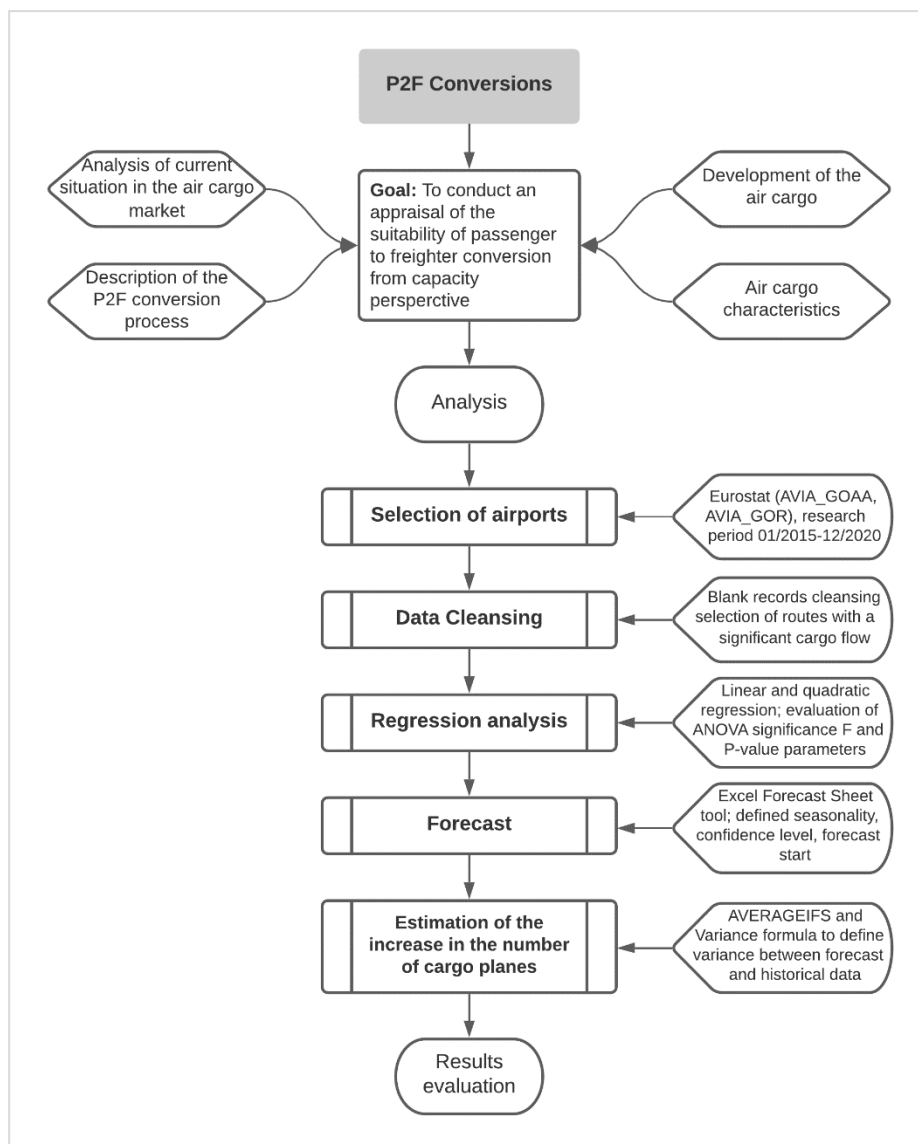 P2F Conversions
Analysis of current
situation in the air cargo
market
Description of the
P2F conversion
process
Goal: To conduct an
appraisal of the
suitability of passenger
to freighter conversion
from capacity
persperctive
Development of the
air cargo
Air cargo
characteristics
Analysis
Selection of airports
Eurostat (AVIA_GOAA,
AVIA_GOR), research
period 01/2015-12/2020
Data Cleansing
Blank records cleansing
selection of routes with a
significant cargo flow
Regression analysis
Linear and quadratic
regression; evaluation of
ANOVA significance F and
P-value parameters
Forecast
Excel Forecast Sheet
tool; defined seasonality,
confidence level, forecast
start
Estimation of the
increase in the number
of cargo planes
AVERAGEIFS and
Variance formula to define
variance between forecast
and historical data
Results
evaluation